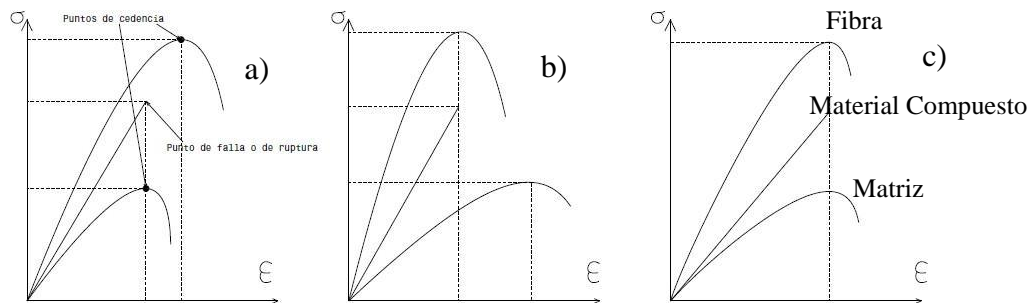 σ
Puntos de cedencia
a)
Punto de falla o de ruptura
ε
σ
b)
ε
σ
Fibra
c)
Material Compuesto
Matriz
ε